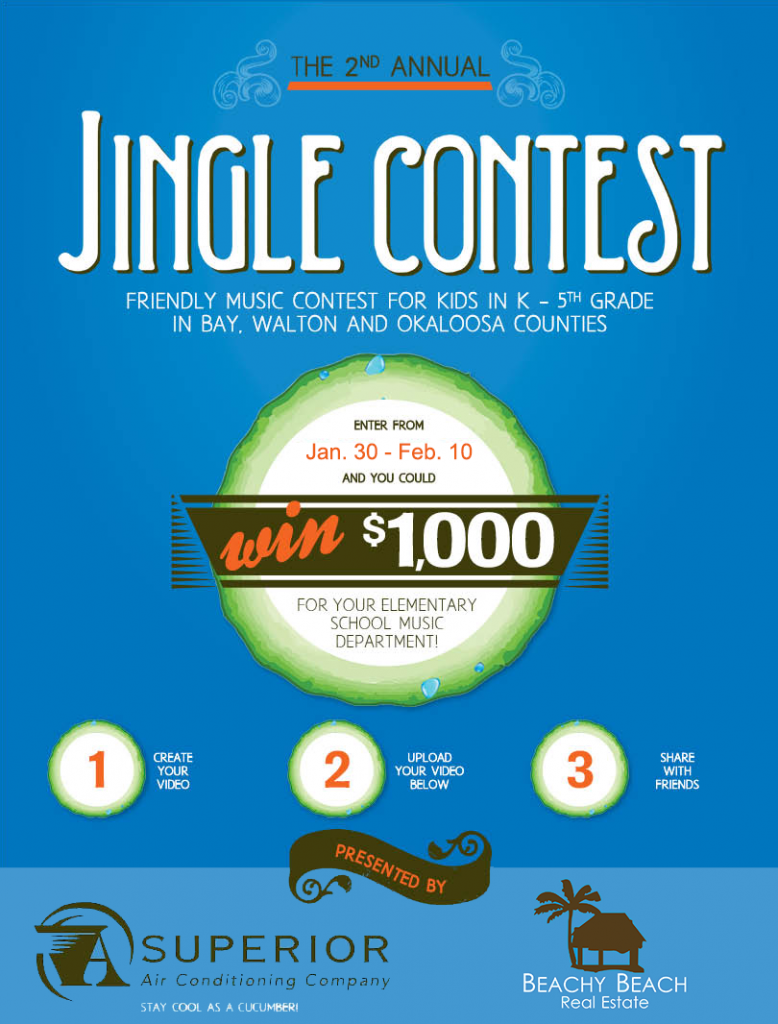 THE 2ND ANNUAL
JINGLE CONTEST
FRIENDLY MUSIC CONTEST FOR KIDS IN K – 5TH GRADE
IN BAY, WALTON AND OKALOOSA COUNTIES
ENTER FROM
Jan. 30 - Feb. 10
AND YOU COULD
win $1,000
FOR YOUR ELEMENTARY
SCHOOL MUSIC
DEPARTMENT!
1
CREATE
YOUR
VIDEO
2
UPLOAD
YOUR VIDEO
BELOW
3
SHARE
WITH
FRIENDS
PRESENTED BY
A SUPERIOR
Air Conditioning Company
STAY COOL AS A CUCUMBER!
BEACHY BEACH
Real Estate